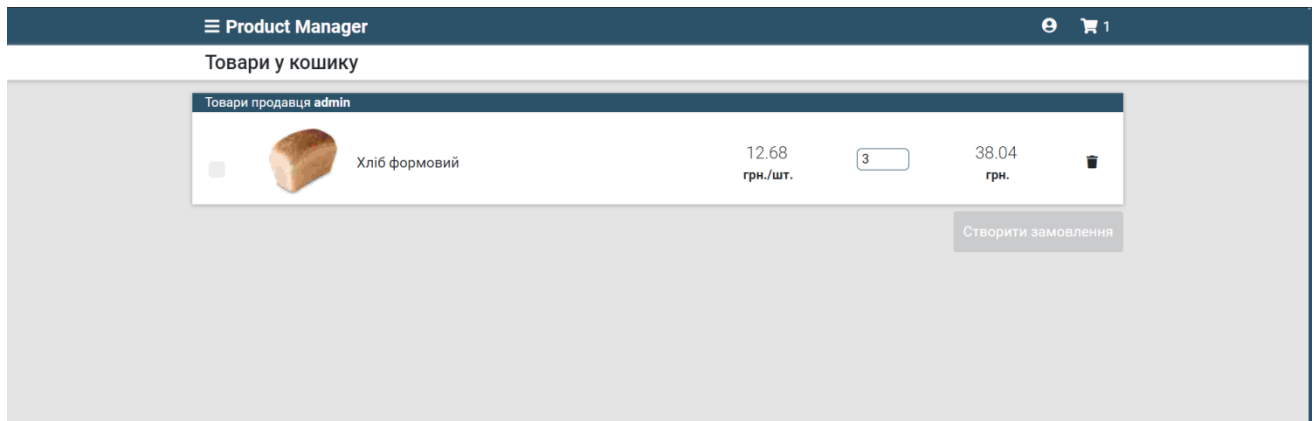 Product Manager 1
Товари у кошику
Товари продавця admin
Хліб формовий 12.68 3 38.04
грн./шт. грн.
Створити замовлення